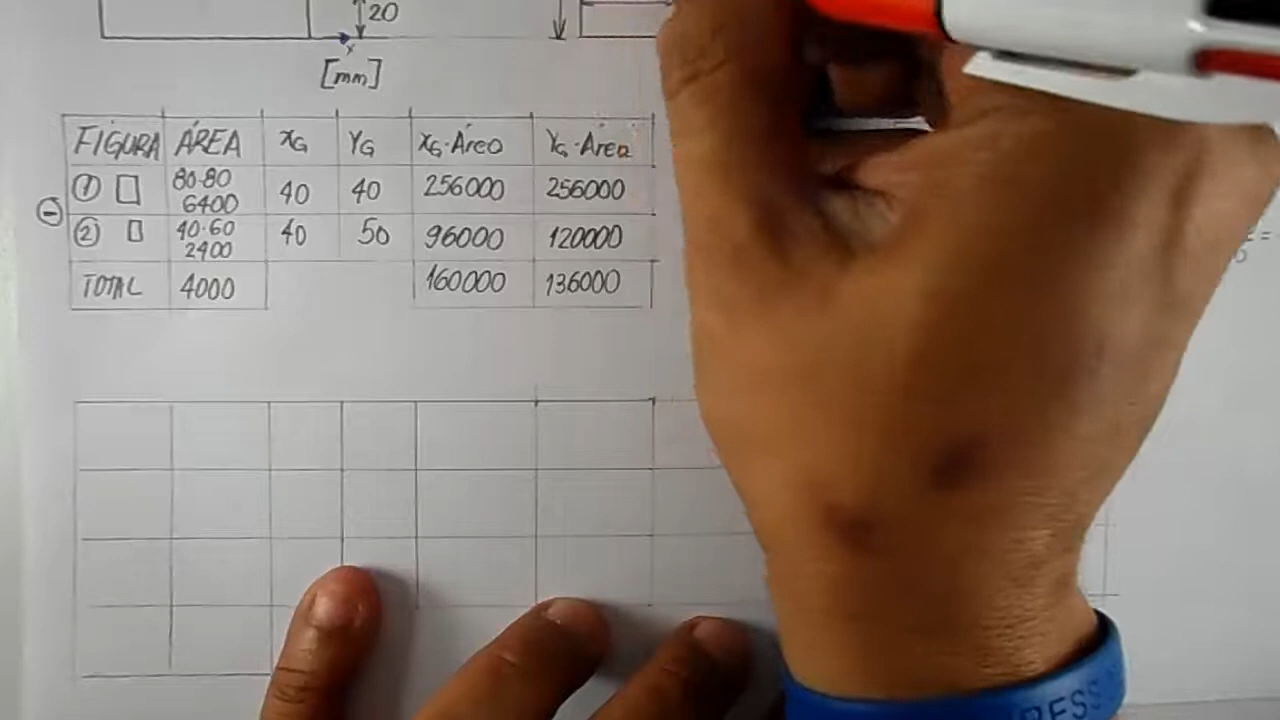 20
x
[mm]
FIGURA ÁREA XG YG XG·Área YG·Área
① 80·80 6400 40 40 256000 256000
⊖
② 40·60 2400 40 50 96000 120000
TOTAL 4000 160000 136000
RESS